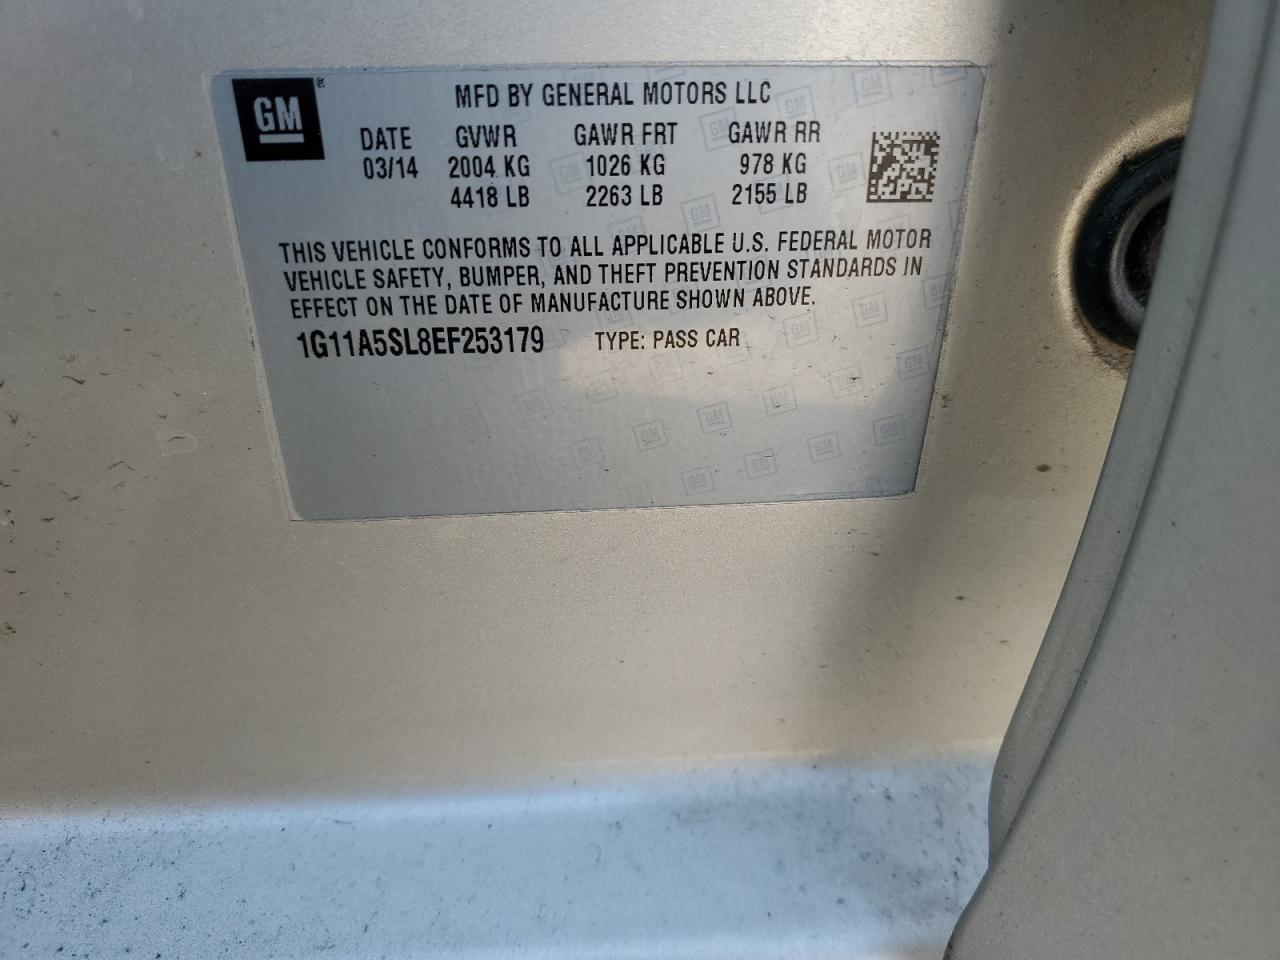 GM®
MFD BY GENERAL MOTORS LLC
DATE GVWR GAWR FRT GAWR RR
03/14 2004 KG 1026 KG 978 KG
4418 LB 2263 LB 2155 LB
THIS VEHICLE CONFORMS TO ALL APPLICABLE U.S. FEDERAL MOTOR
VEHICLE SAFETY, BUMPER, AND THEFT PREVENTION STANDARDS IN
EFFECT ON THE DATE OF MANUFACTURE SHOWN ABOVE.
1G11A5SL8EF253179 TYPE: PASS CAR